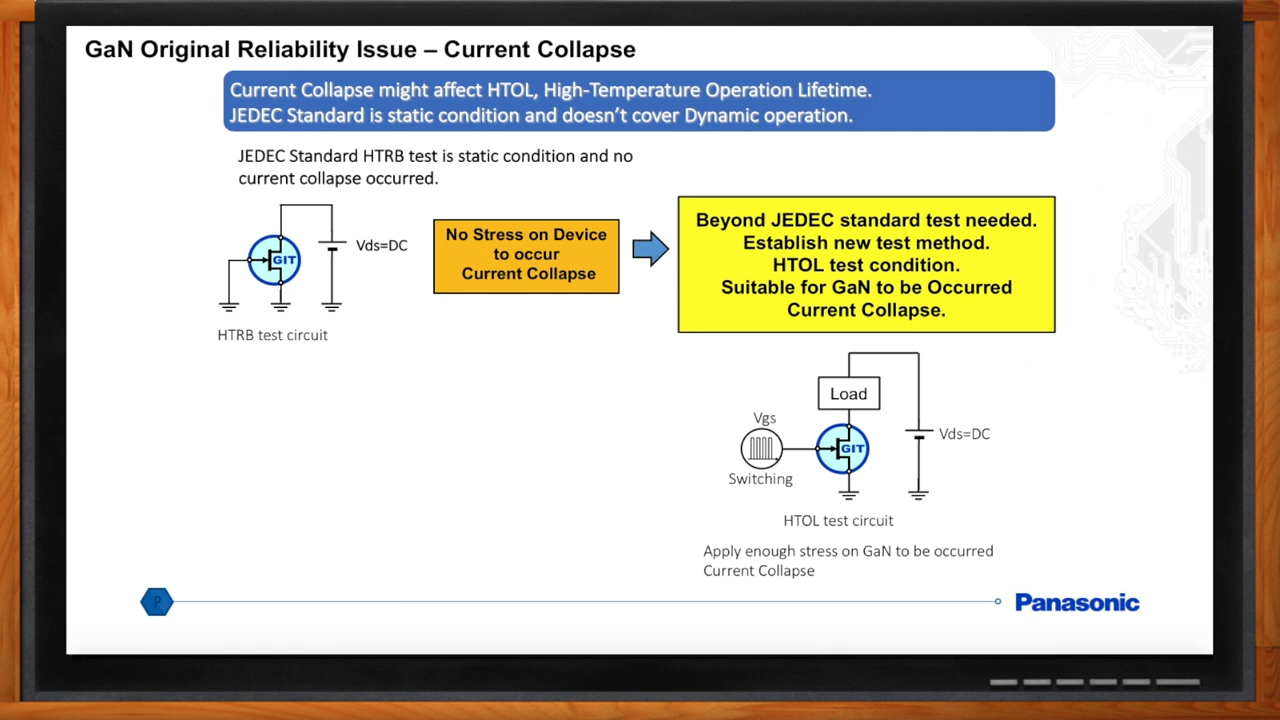 GaN Original Reliability Issue – Current Collapse
Current Collapse might affect HTOL, High-Temperature Operation Lifetime.
JEDEC Standard is static condition and doesn't cover Dynamic operation.
JEDEC Standard HTRB test is static condition and no
current collapse occurred.
GIT
Vds=DC
HTRB test circuit
No Stress on Device
to occur
Current Collapse
Beyond JEDEC standard test needed.
Establish new test method.
HTOL test condition.
Suitable for GaN to be Occurred
Current Collapse.
Load
Vgs
Switching
GIT
Vds=DC
HTOL test circuit
Apply enough stress on GaN to be occurred
Current Collapse
P
Panasonic